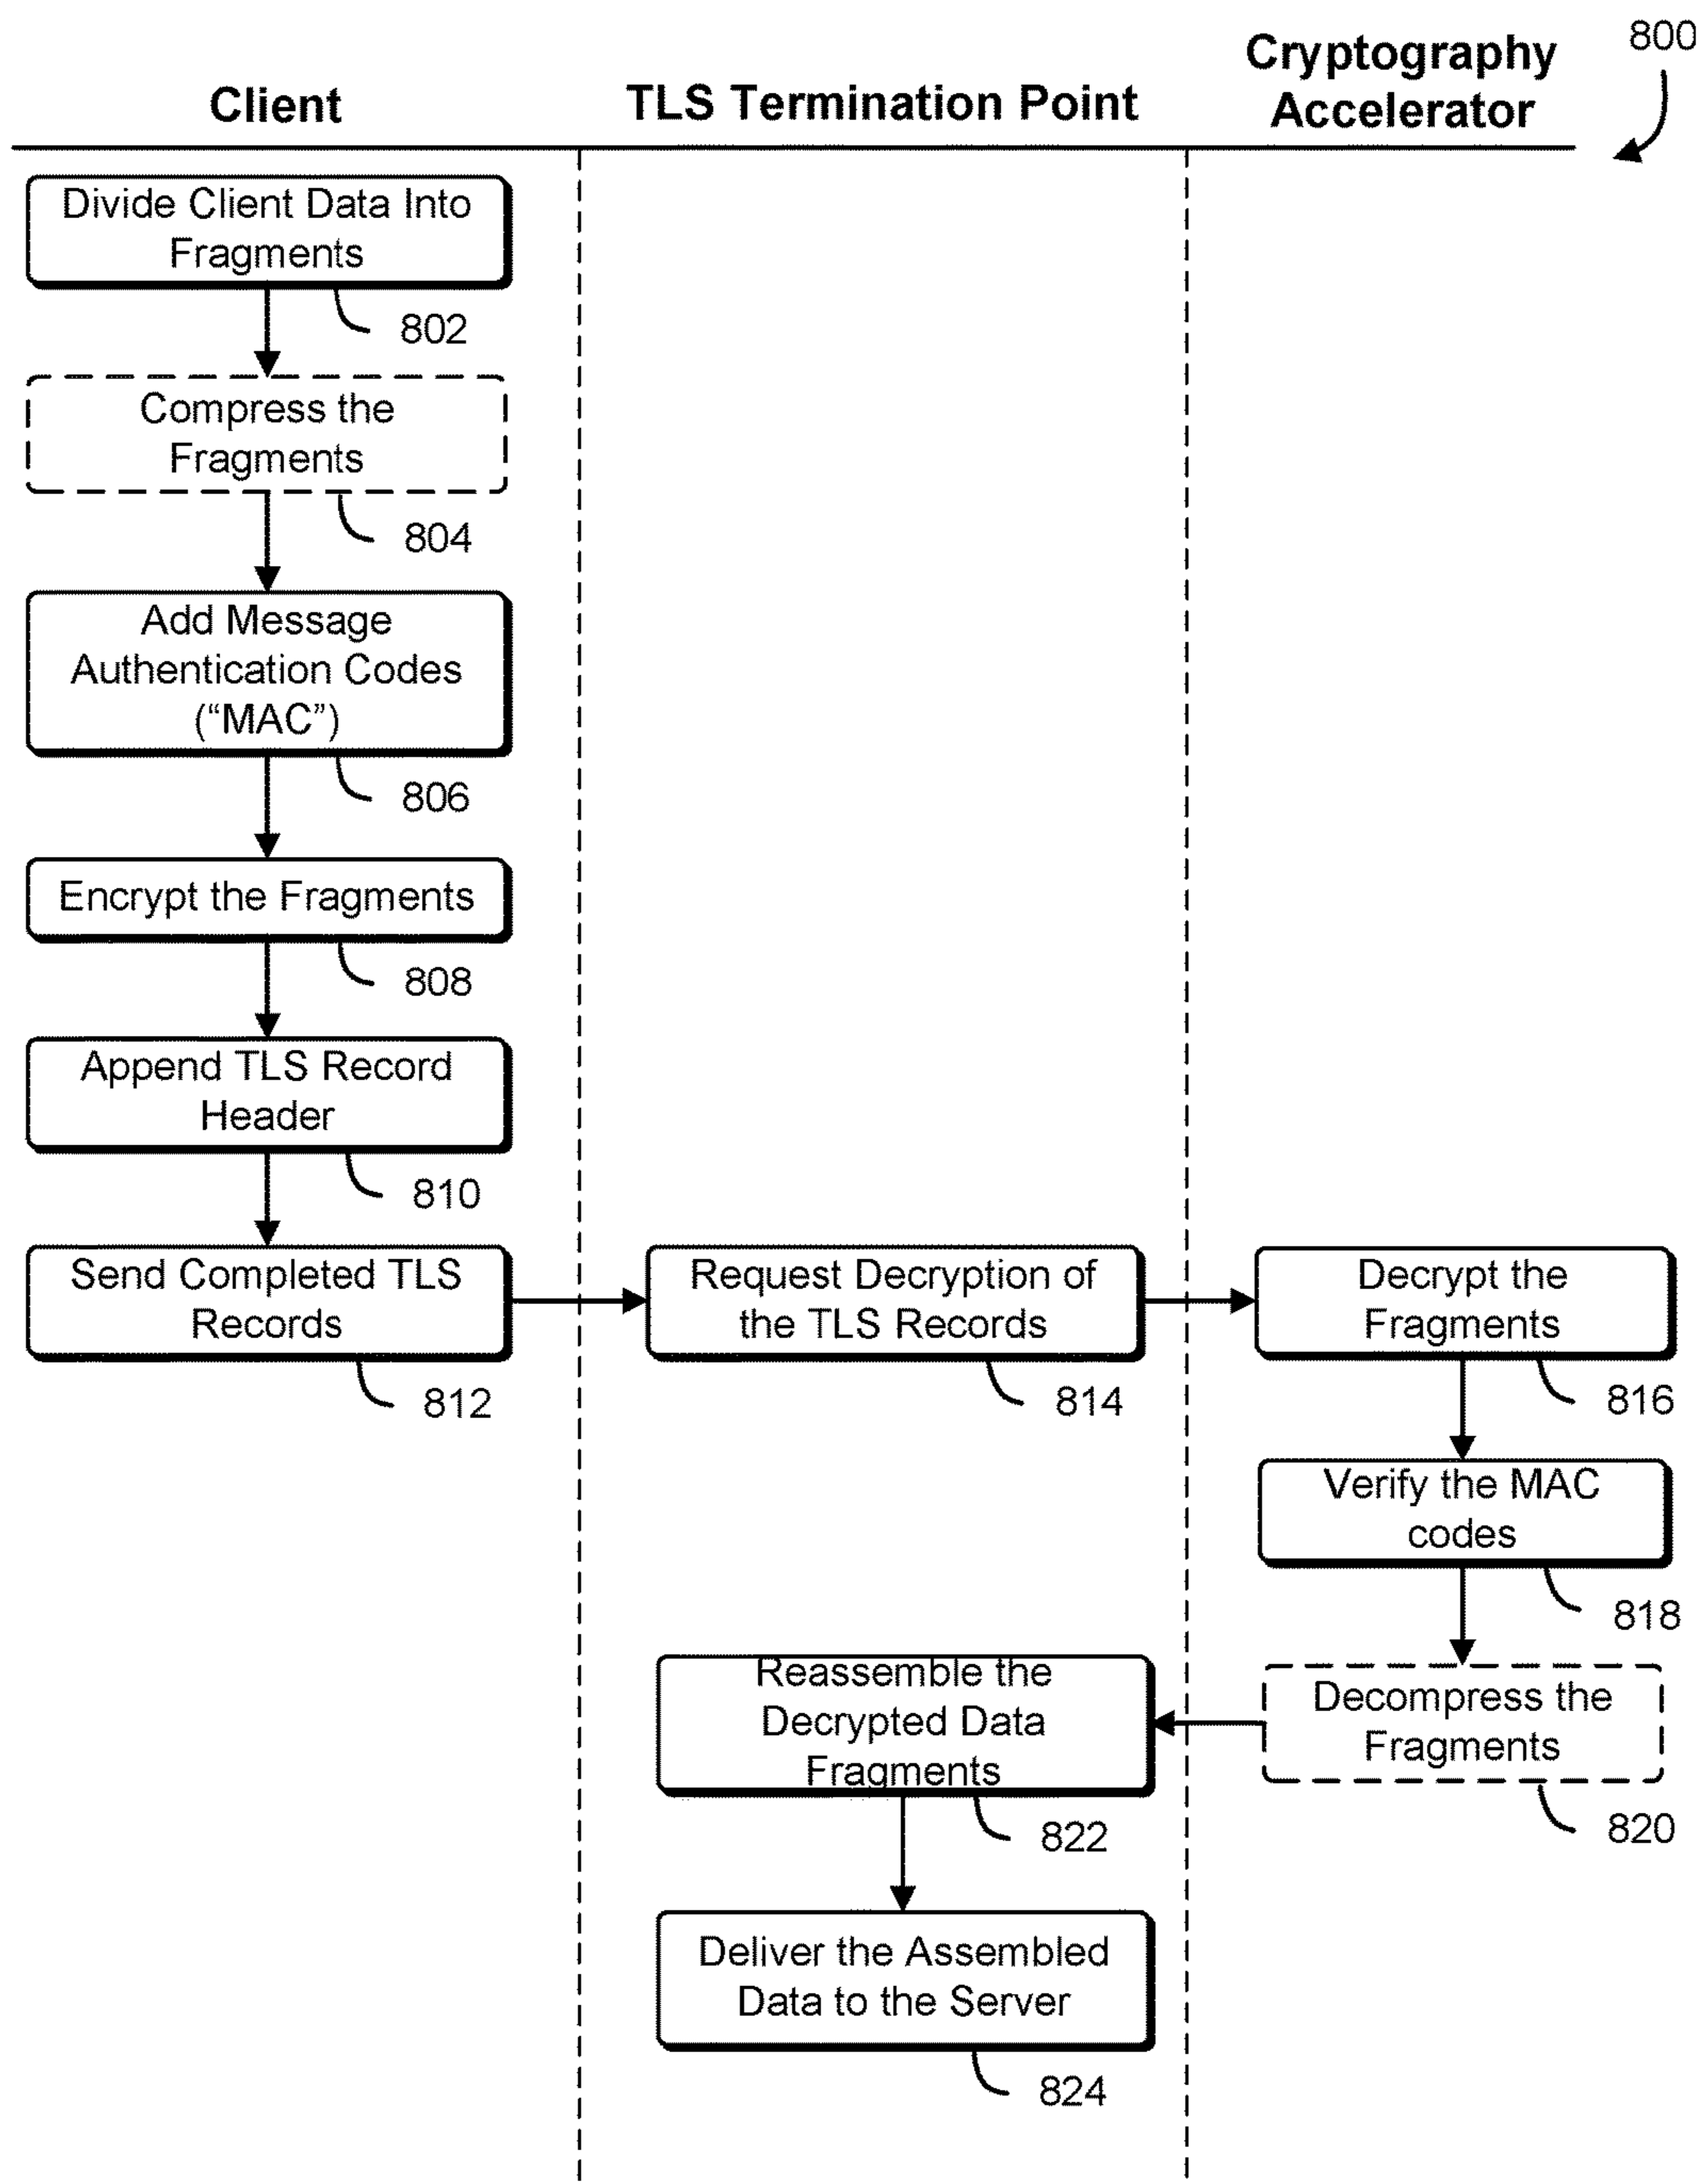 800
Client
TLS Termination Point
Cryptography
Accelerator
Divide Client Data Into
Fragments
802
Compress the
Fragments
804
Add Message
Authentication Codes
(“MAC”)
806
Encrypt the Fragments
808
Append TLS Record
Header
810
Send Completed TLS
Records
812
Request Decryption of
the TLS Records
814
Decrypt the
Fragments
816
Verify the MAC
codes
818
Decompress the
Fragments
820
Reassemble the
Decrypted Data
Fragments
822
Deliver the Assembled
Data to the Server
824